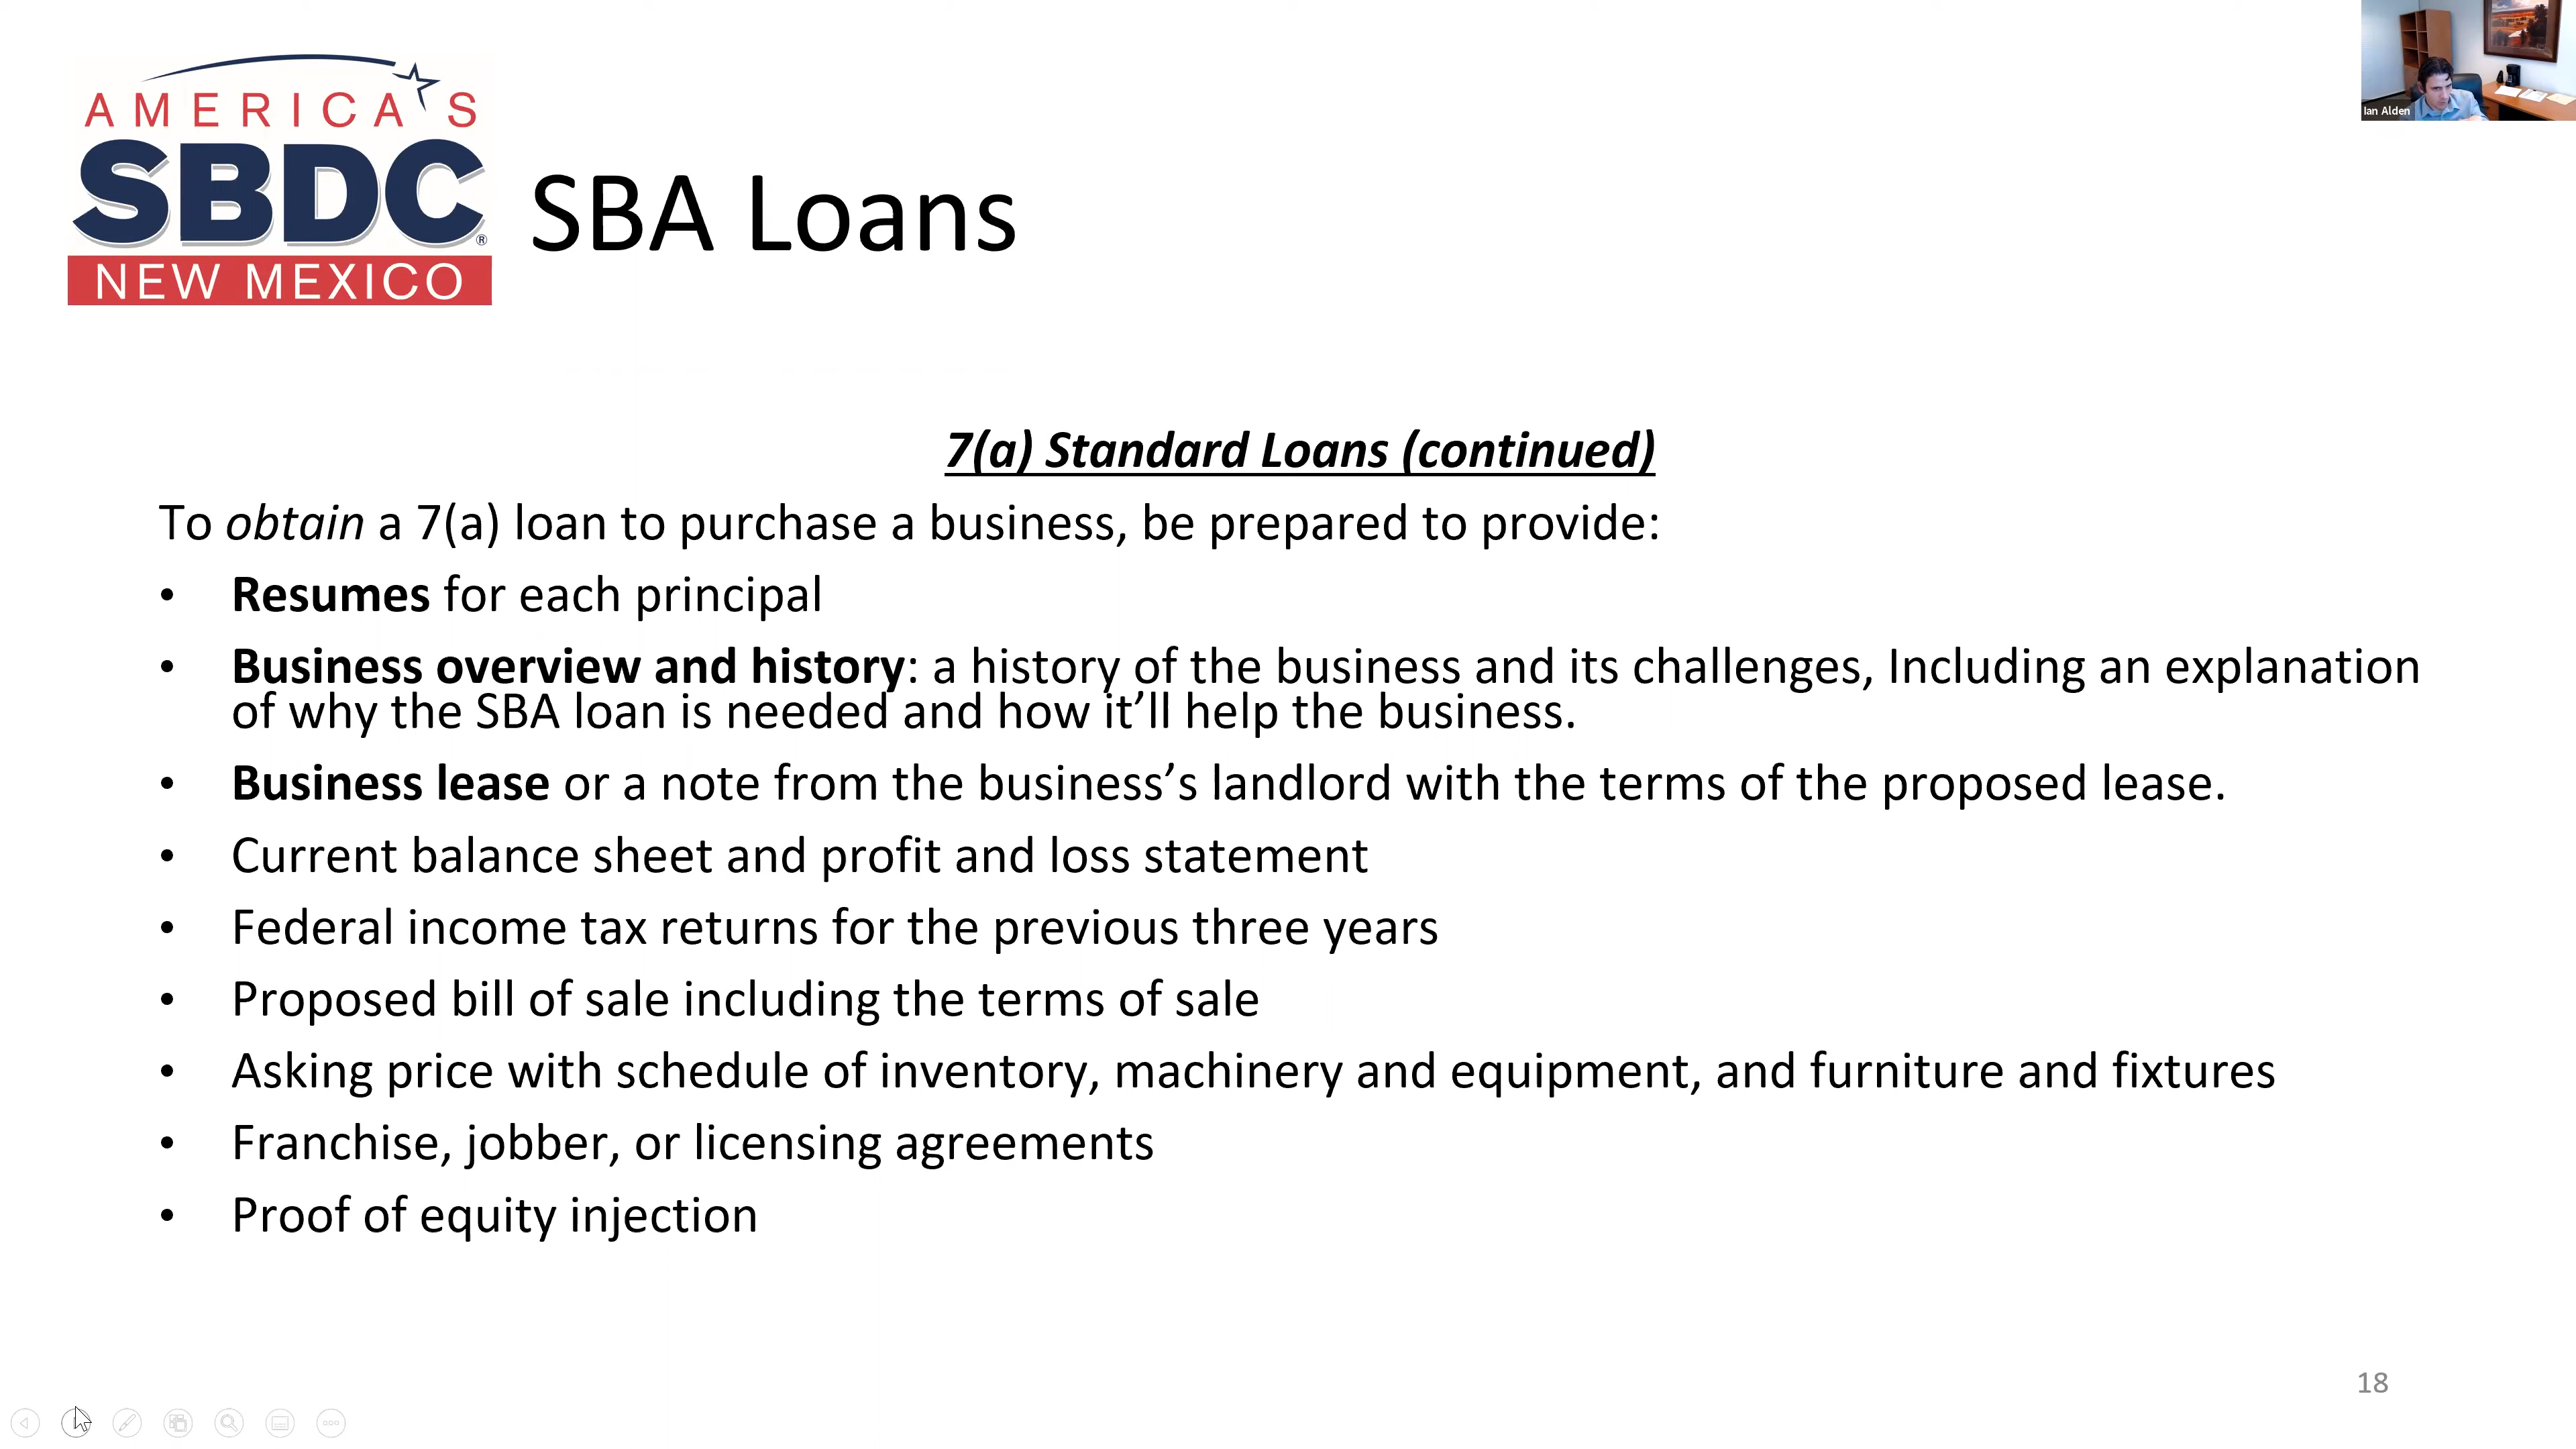 AMERICA'S
SBDC®
NEW MEXICO
SBA Loans
Ian Alden
7(a) Standard Loans (continued)
To obtain a 7(a) loan to purchase a business, be prepared to provide:
• Resumes for each principal
• Business overview and history: a history of the business and its challenges, Including an explanation
of why the SBA loan is needed and how it’ll help the business.
• Business lease or a note from the business’s landlord with the terms of the proposed lease.
• Current balance sheet and profit and loss statement
• Federal income tax returns for the previous three years
• Proposed bill of sale including the terms of sale
• Asking price with schedule of inventory, machinery and equipment, and furniture and fixtures
• Franchise, jobber, or licensing agreements
• Proof of equity injection
18